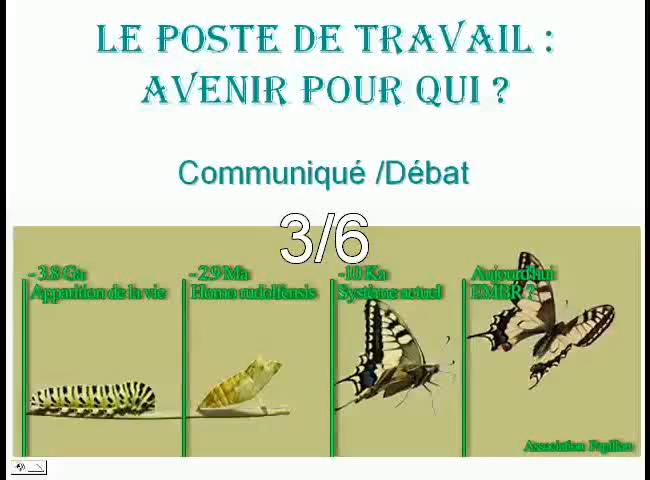 LE POSTE DE TRAVAIL :
AVENIR POUR QUI ?
Communiqué /Débat
3/6
- 3.8 Ga
Apparition de la vie
- 2.9 Ma
Homo rudolfensis
-10 Ka
Système actuel
Aujourd'hui
EMBR ?
Association Papillon